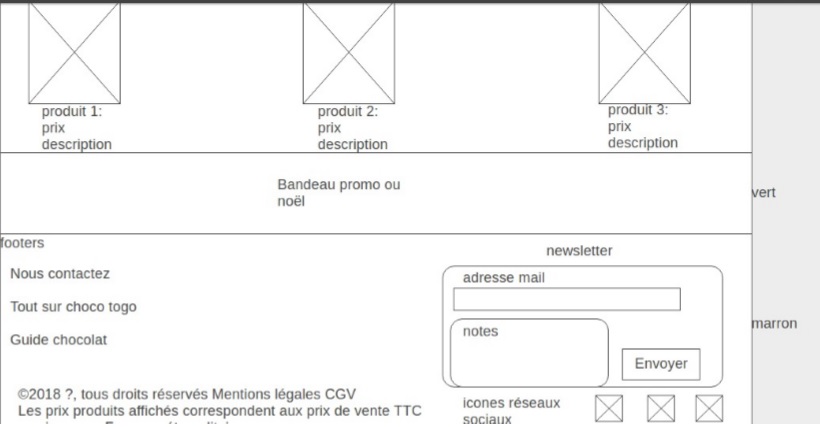 produit 1:
prix
description
produit 2:
prix
description
produit 3:
prix
description
Bandeau promo ou
noël
vert
footers
newsletter
Nous contactez
Tout sur choco togo
Guide chocolat
adresse mail
notes
Envoyer
marron
©2018 ?, tous droits réservés Mentions légales CGV
Les prix produits affichés correspondent aux prix de vente TTC
icones réseaux
sociaux